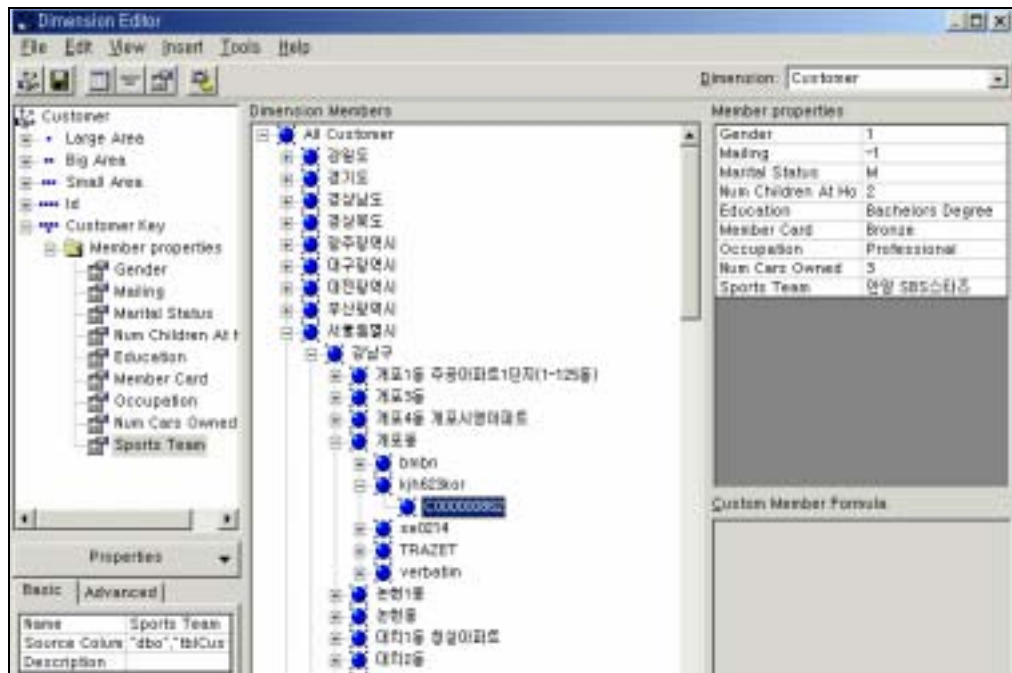 Dimension Editor
File Edit View Insert Tools Help
Dimension: Customer
Customer
Large Area
Big Area
Small Area
Id
Customer Key
Member properties
Gender
Mailing
Marital Status
Num Children At H
Education
Member Card
Occupation
Num Cars Owned
Sports Team
Properties
Basic Advanced
Name Sports Team
Source Colum "dbo"."tblCus
Description
Dimension Members
All Customer
강원도
경기도
경상남도
경상북도
광주광역시
대구광역시
대전광역시
부산광역시
서울특별시
강남구
개포1동 주공아파트1단지(1-125동)
개포3동
개포4동 개포시영아파트
개포동
bmbn
kjh623kor
C000000862
se0214
TRAZET
verbatim
논현1동
논현동
대치1동 청실아파트
대치2동
Member properties
Gender 1
Mailing -1
Marital Status M
Num Children At Ho 2
Education Bachelors Degree
Member Card Bronze
Occupation Professional
Num Cars Owned 3
Sports Team 안양 SBS스타즈
Custom Member Formula